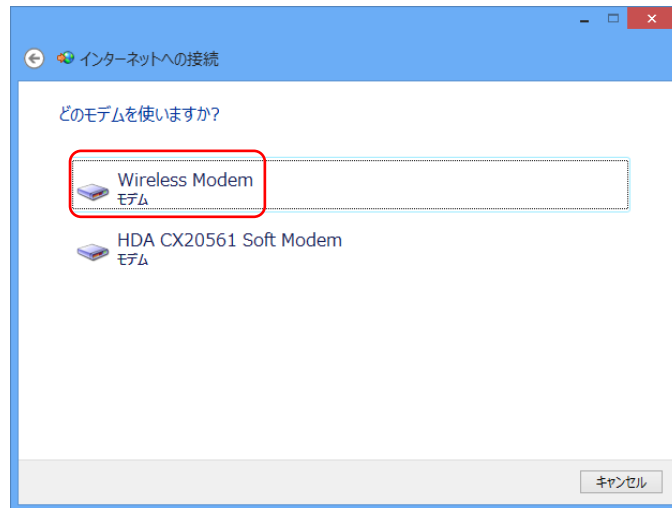 インターネットへの接続
どのモデムを使いますか?
Wireless Modem
モデム
HDA CX20561 Soft Modem
モデム
キャンセル